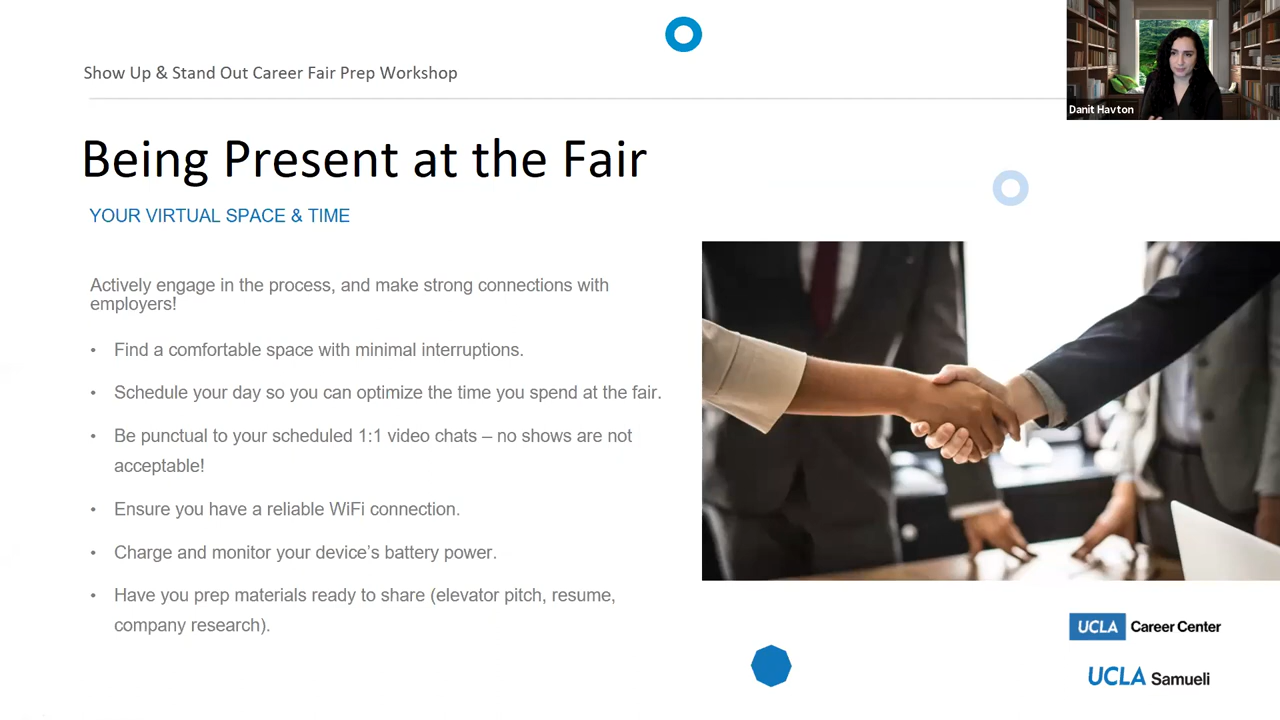 Show Up & Stand Out Career Fair Prep Workshop
Danit Havton
Being Present at the Fair
YOUR VIRTUAL SPACE & TIME
Actively engage in the process, and make strong connections with
employers!
• Find a comfortable space with minimal interruptions.
• Schedule your day so you can optimize the time you spend at the fair.
• Be punctual to your scheduled 1:1 video chats – no shows are not
acceptable!
• Ensure you have a reliable WiFi connection.
• Charge and monitor your device’s battery power.
• Have you prep materials ready to share (elevator pitch, resume,
company research).
UCLA Career Center
UCLA Samueli